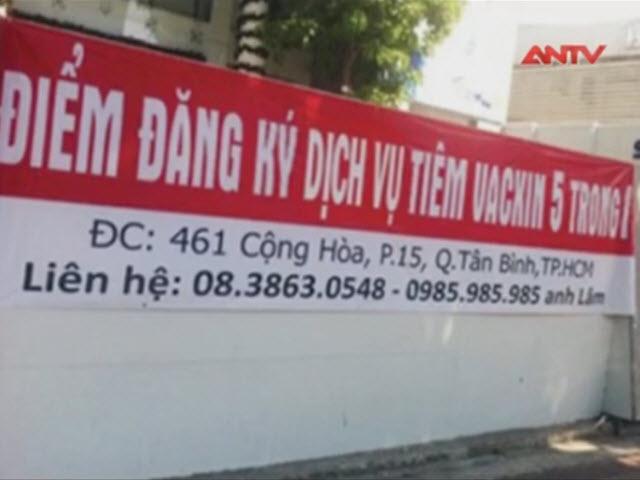 ANTV
ĐIỂM ĐĂNG KÝ DỊCH VỤ TIÊM VACKIN 5 TRONG 1
ĐC: 461 Cộng Hòa, P.15, Q.Tân Bình,TP.HCM
Liên hệ: 08.3863.0548 - 0985.985.985 anh Lâm